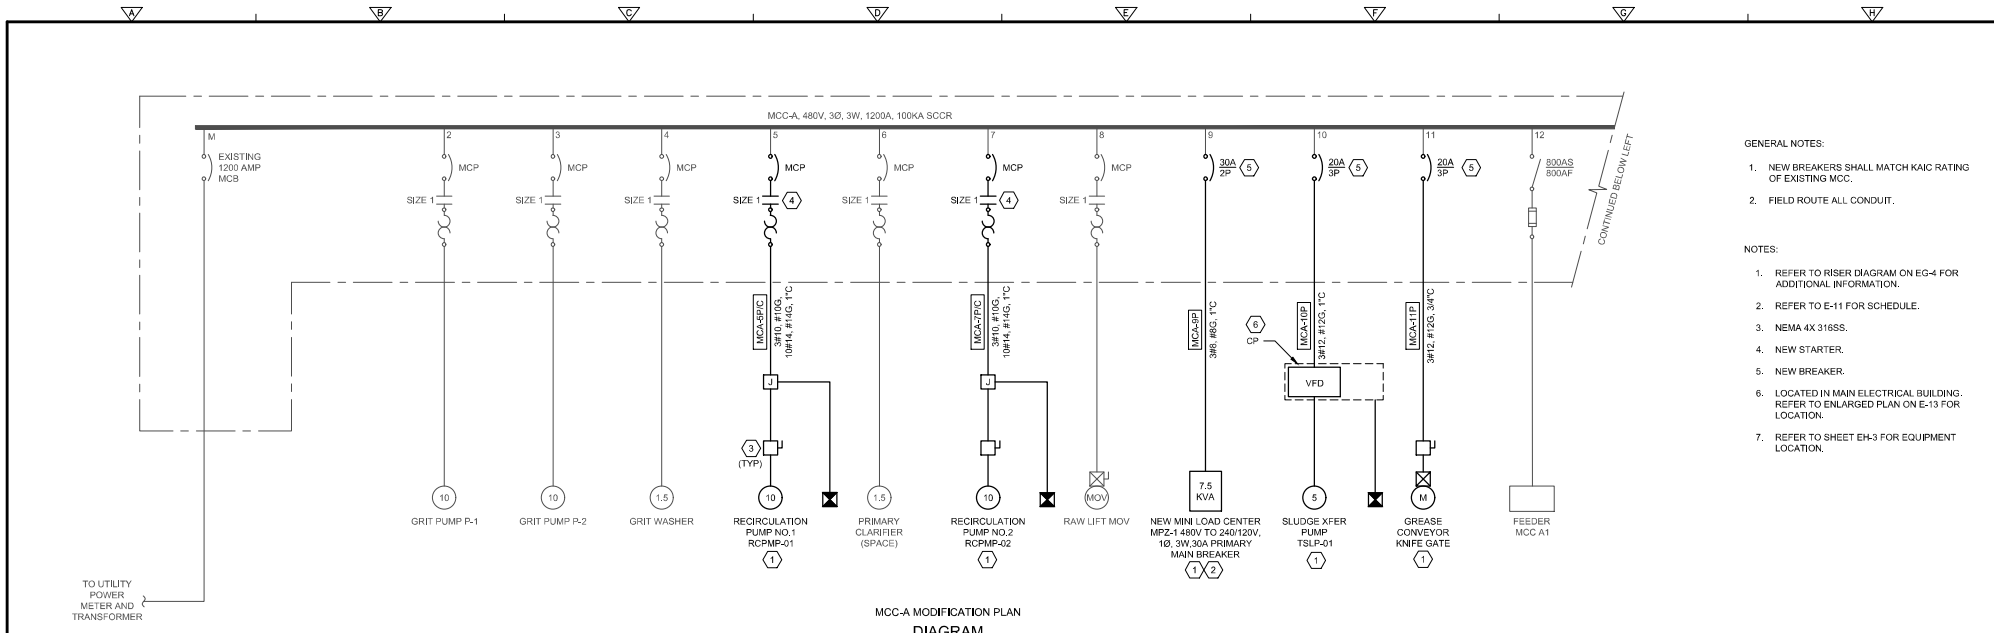 A B C D E F G H
MCC-A, 480V, 3Ø, 3W, 1200A, 100KA SCCR
M 2 3 4 5 6 7 8 9 10 11 12
EXISTING
1200 AMP
MCB
MCP
SIZE 1
MCP
SIZE 1
MCP
SIZE 1
MCP
SIZE 1
4
MCP
SIZE 1
MCP
SIZE 1
4
MCP
SIZE 1
30A
2P
5
20A
3P
5
20A
3P
5
800AS
800AF
CONTINUED BELOW LEFT
MCA-5P/C
3#10, #10G,
10#14, #14G, 1"C
MCA-7P/C
3#10, #10G,
10#14, #14G, 1"C
MCA-9P
3#8, #8G, 1"C
MCA-10P
3#12, #12G, 1"C
MCA-11P
3#12, #12G, 3/4"C
6
CP
J
J
VFD
3
(TYP)
10
GRIT PUMP P-1
10
GRIT PUMP P-2
1.5
GRIT WASHER
10
RECIRCULATION
PUMP NO.1
RCPMP-01
1
1.5
PRIMARY
CLARIFIER
(SPACE)
10
RECIRCULATION
PUMP NO.2
RCPMP-02
1
MOV
RAW LIFT MOV
7.5
KVA
NEW MINI LOAD CENTER
MPZ-1 480V TO 240/120V,
1Ø, 3W,30A PRIMARY
MAIN BREAKER
1 2
5
SLUDGE XFER
PUMP
TSLP-01
1
M
GREASE
CONVEYOR
KNIFE GATE
1
FEEDER
MCC A1
TO UTILITY
POWER
METER AND
TRANSFORMER
MCC-A MODIFICATION PLAN
DIAGRAM
GENERAL NOTES:
1. NEW BREAKERS SHALL MATCH KAIC RATING
OF EXISTING MCC.
2. FIELD ROUTE ALL CONDUIT.
NOTES:
1. REFER TO RISER DIAGRAM ON EG-4 FOR
ADDITIONAL INFORMATION.
2. REFER TO E-11 FOR SCHEDULE.
3. NEMA 4X 316SS.
4. NEW STARTER.
5. NEW BREAKER.
6. LOCATED IN MAIN ELECTRICAL BUILDING.
REFER TO ENLARGED PLAN ON E-13 FOR
LOCATION.
7. REFER TO SHEET EH-3 FOR EQUIPMENT
LOCATION.